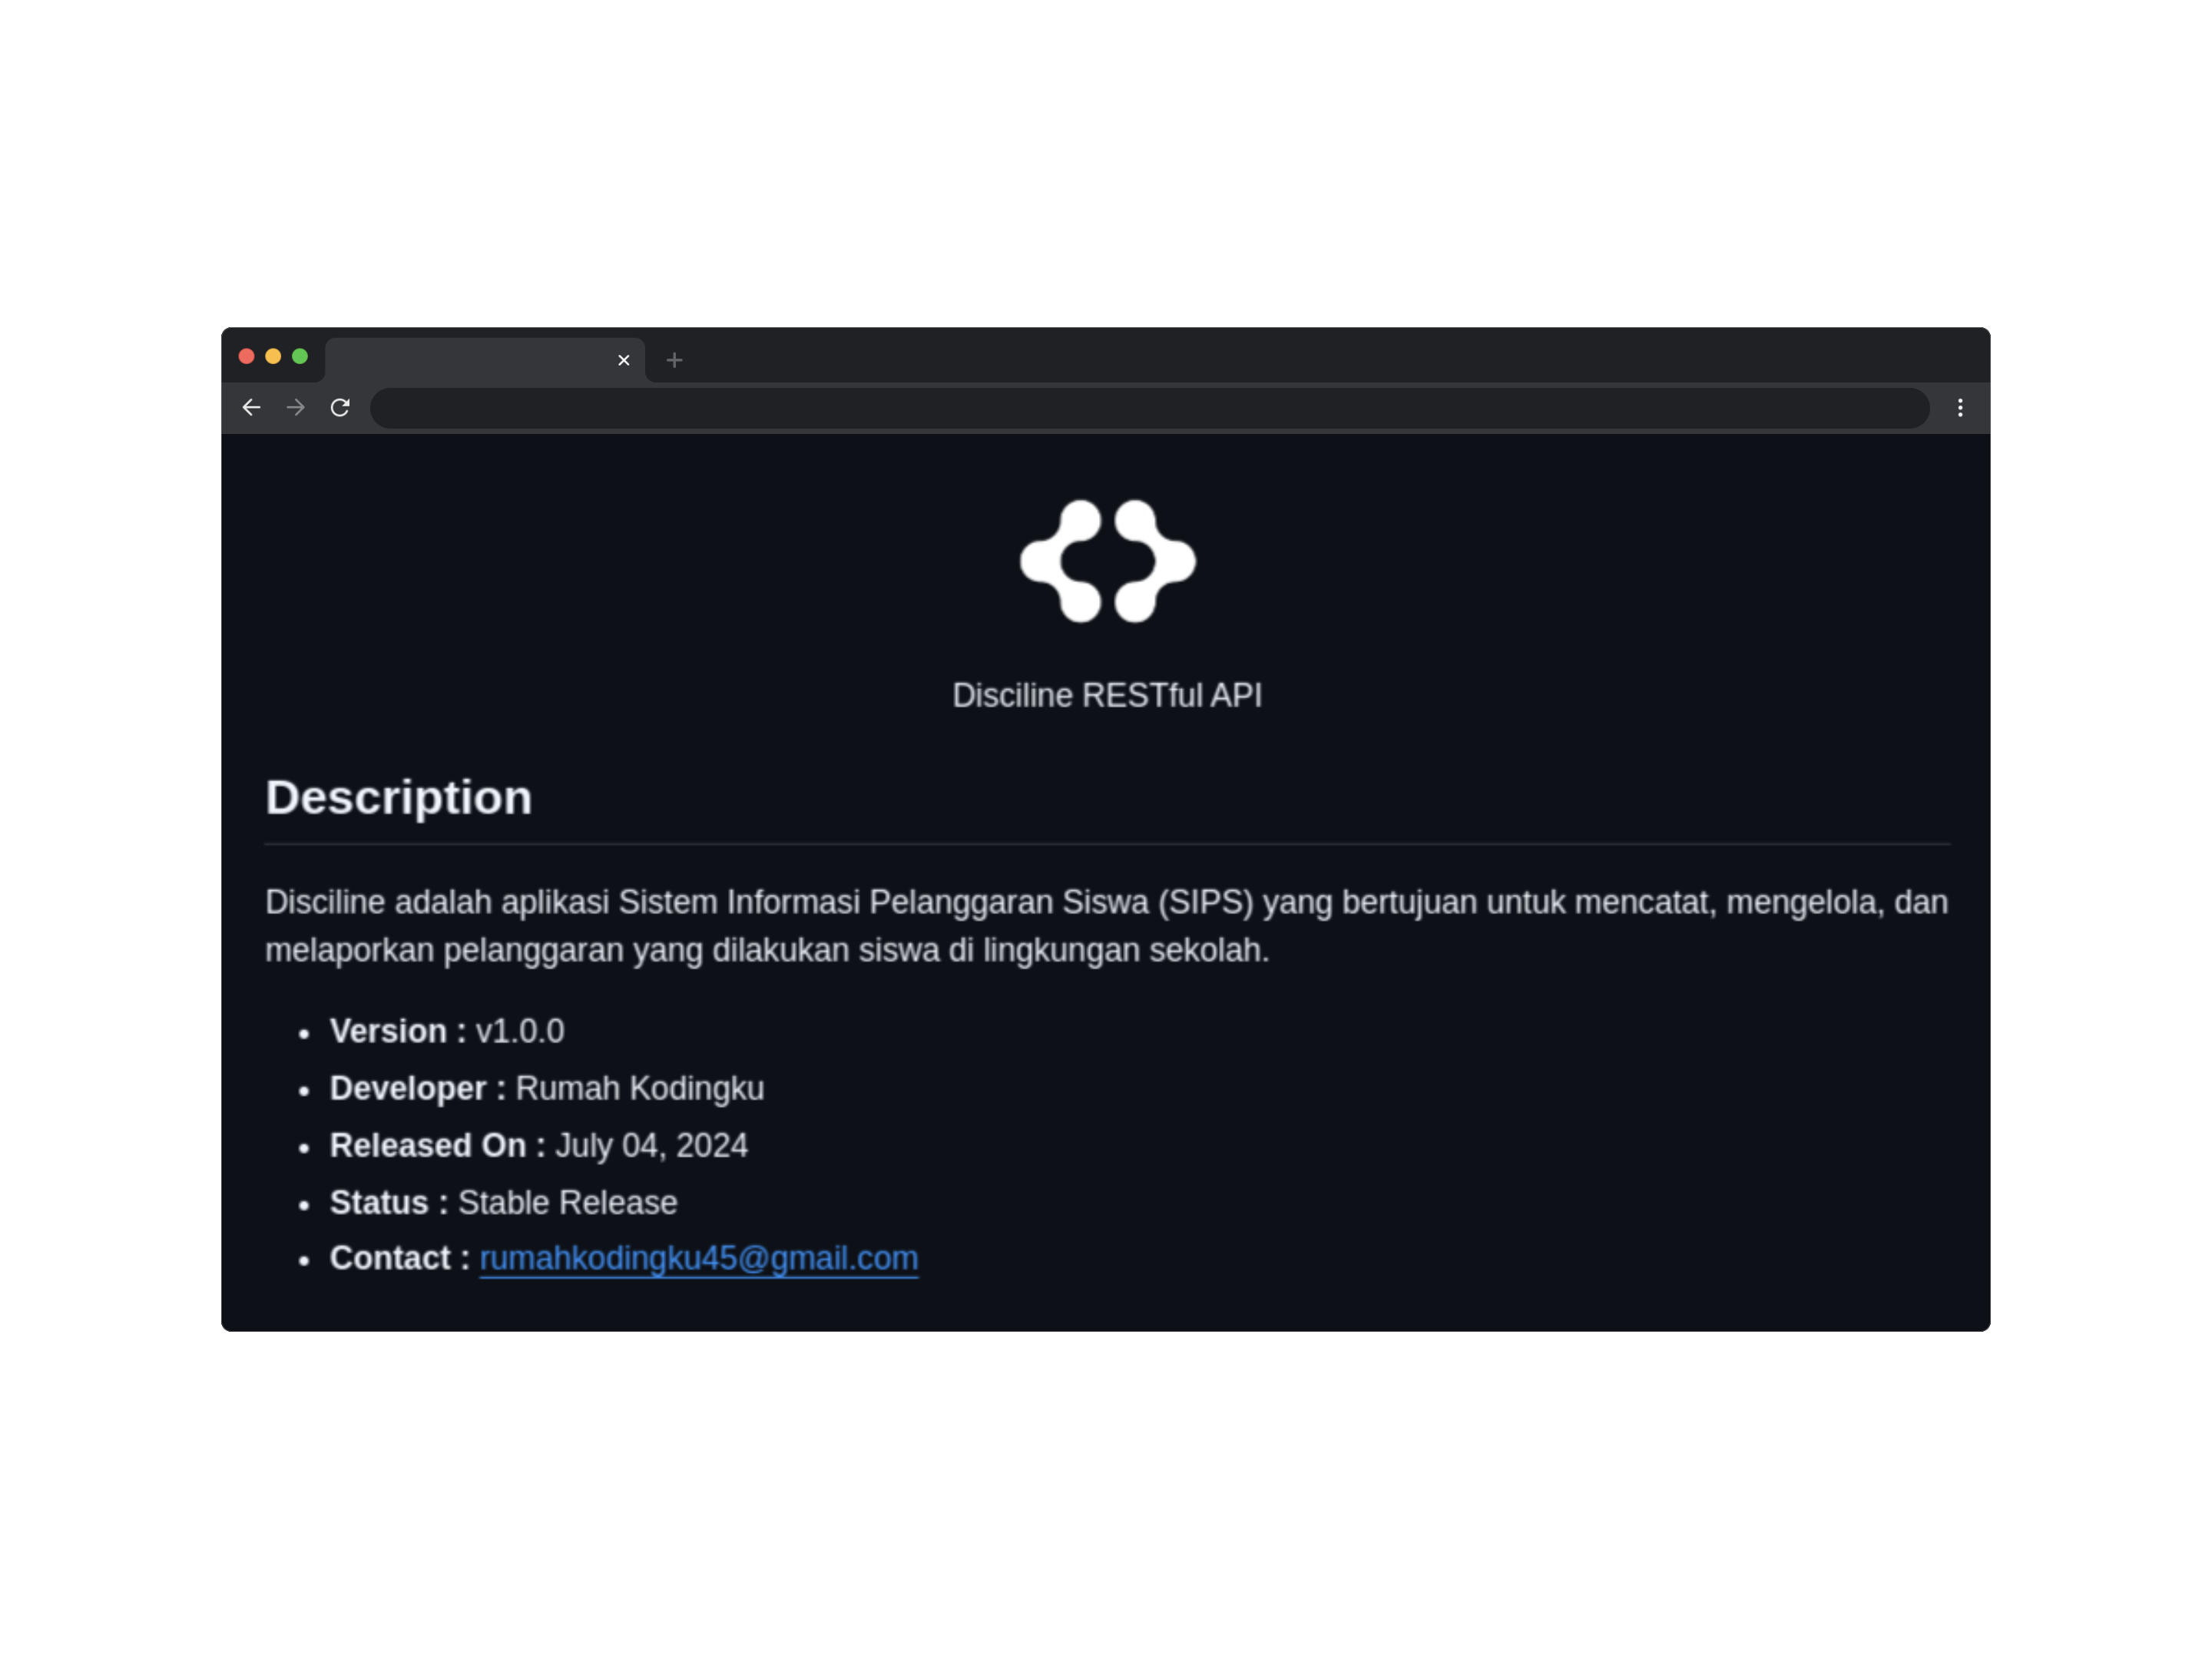 Disciline RESTful API
Description
Disciline adalah aplikasi Sistem Informasi Pelanggaran Siswa (SIPS) yang bertujuan untuk mencatat, mengelola, dan
melaporkan pelanggaran yang dilakukan siswa di lingkungan sekolah.
Version : v1.0.0
Developer : Rumah Kodingku
Released On : July 04, 2024
Status : Stable Release
Contact : rumahkodingku45@gmail.com